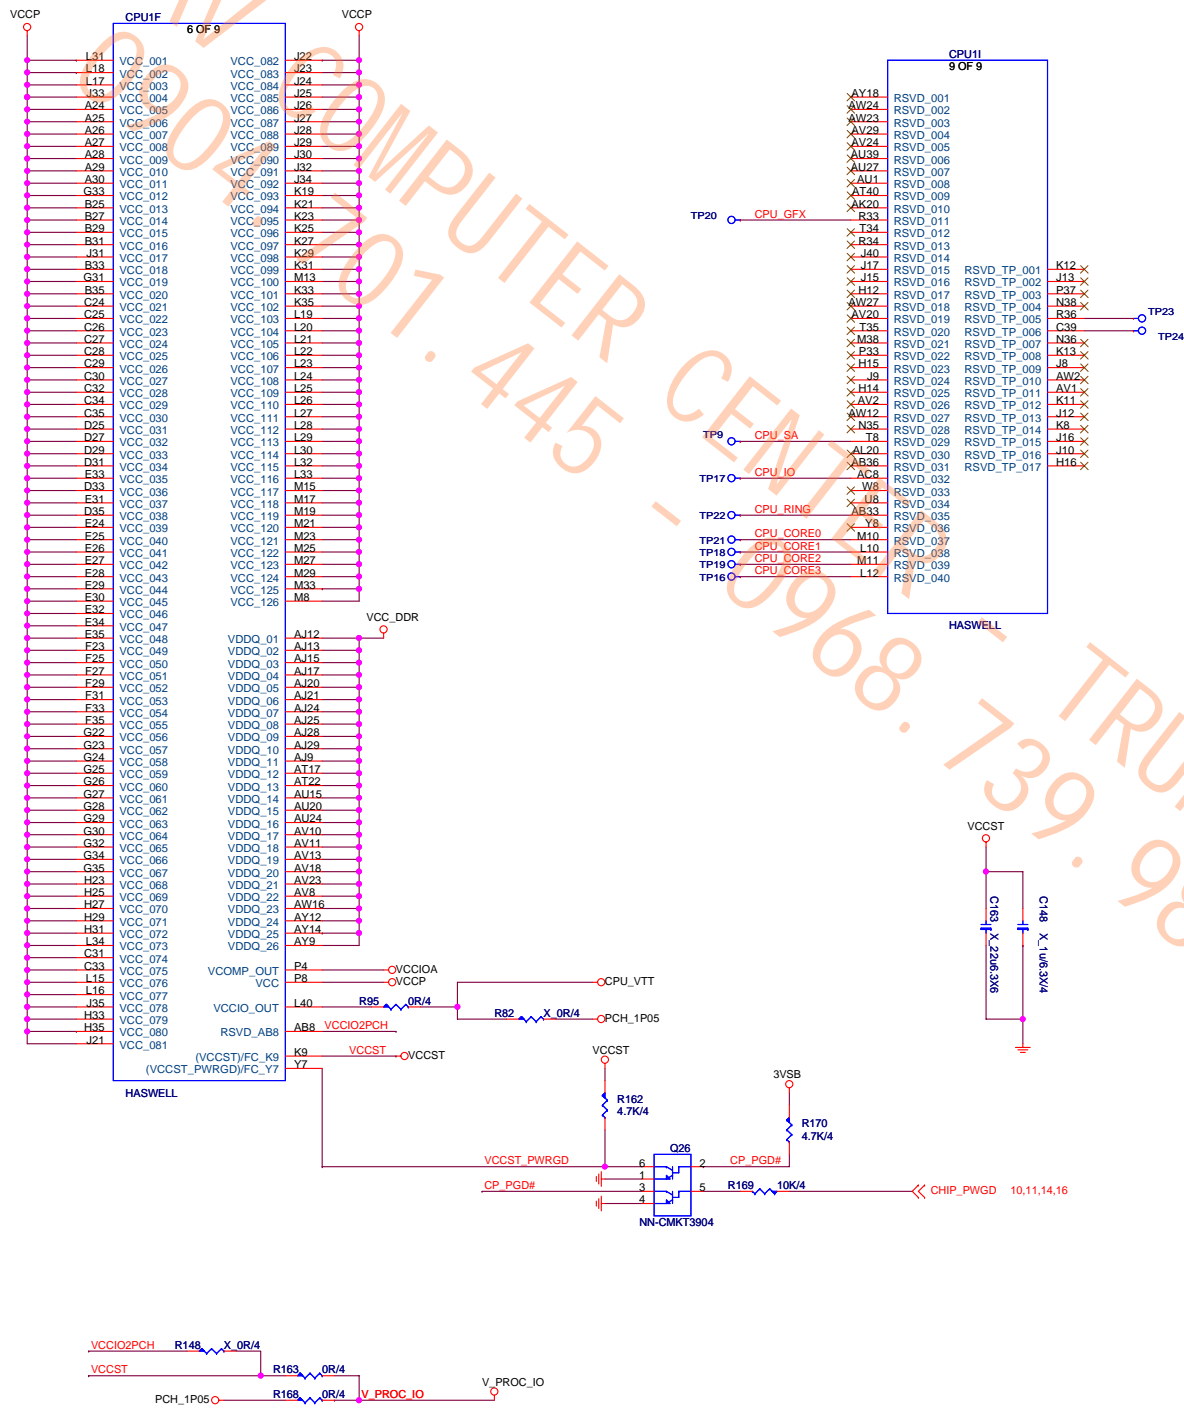 VCCP
CPU1F
6 OF 9
VCCP
L31 VCC_001 VCC_082 J22
L18 VCC_002 VCC_083 J23
L17 VCC_003 VCC_084 J24
J33 VCC_004 VCC_085 J25
A24 VCC_005 VCC_086 J26
A25 VCC_006 VCC_087 J27
A26 VCC_007 VCC_088 J28
A27 VCC_008 VCC_089 J29
A28 VCC_009 VCC_090 J30
A29 VCC_010 VCC_091 J32
A30 VCC_011 VCC_092 J34
G33 VCC_012 VCC_093 K19
B25 VCC_013 VCC_094 K21
B27 VCC_014 VCC_095 K23
B29 VCC_015 VCC_096 K25
B31 VCC_016 VCC_097 K27
J31 VCC_017 VCC_098 K29
B33 VCC_018 VCC_099 K31
G31 VCC_019 VCC_100 M13
B35 VCC_020 VCC_101 K33
C24 VCC_021 VCC_102 K35
C25 VCC_022 VCC_103 L19
C26 VCC_023 VCC_104 L20
C27 VCC_024 VCC_105 L21
C28 VCC_025 VCC_106 L22
C29 VCC_026 VCC_107 L23
C30 VCC_027 VCC_108 L24
C32 VCC_028 VCC_109 L25
C34 VCC_029 VCC_110 L26
C35 VCC_030 VCC_111 L27
D25 VCC_031 VCC_112 L28
D27 VCC_032 VCC_113 L29
D29 VCC_033 VCC_114 L30
D31 VCC_034 VCC_115 L32
E33 VCC_035 VCC_116 L33
D33 VCC_036 VCC_117 M15
E31 VCC_037 VCC_118 M17
D35 VCC_038 VCC_119 M19
E24 VCC_039 VCC_120 M21
E25 VCC_040 VCC_121 M23
E26 VCC_041 VCC_122 M25
E27 VCC_042 VCC_123 M27
E28 VCC_043 VCC_124 M29
E29 VCC_044 VCC_125 M33
E30 VCC_045 VCC_126 M8
E32 VCC_046
E34 VCC_047
VCC_DDR
E35 VCC_048 VDDQ_01 AJ12
F23 VCC_049 VDDQ_02 AJ13
F25 VCC_050 VDDQ_03 AJ15
F27 VCC_051 VDDQ_04 AJ17
F29 VCC_052 VDDQ_05 AJ20
F31 VCC_053 VDDQ_06 AJ21
F33 VCC_054 VDDQ_07 AJ24
F35 VCC_055 VDDQ_08 AJ25
G22 VCC_056 VDDQ_09 AJ28
G23 VCC_057 VDDQ_10 AJ29
G24 VCC_058 VDDQ_11 AJ9
G25 VCC_059 VDDQ_12 AT17
G26 VCC_060 VDDQ_13 AT22
G27 VCC_061 VDDQ_14 AU15
G28 VCC_062 VDDQ_15 AU20
G29 VCC_063 VDDQ_16 AU24
G30 VCC_064 VDDQ_17 AV10
G32 VCC_065 VDDQ_18 AV11
G34 VCC_066 VDDQ_19 AV13
G35 VCC_067 VDDQ_20 AV18
H23 VCC_068 VDDQ_21 AV23
H25 VCC_069 VDDQ_22 AV8
H27 VCC_070 VDDQ_23 AW16
H29 VCC_071 VDDQ_24 AY12
H31 VCC_072 VDDQ_25 AY14
L34 VCC_073 VDDQ_26 AY9
C31 VCC_074
C33 VCC_075 VCOMP_OUT P4 VCCIOA
L15 VCC_076 VCC P8 VCCP
L16 VCC_077
J35 VCC_078 VCCIO_OUT L40 R95 0R/4
H33 VCC_079
H35 VCC_080 RSVD_AB8 AB8 VCCIO2PCH
J21 VCC_081
(VCCST)/FC_K9 K9 VCCST VCCST
(VCCST_PWRGD)/FC_Y7 Y7
HASWELL
CPU_VTT
R82 X_0R/4 PCH_1P05
CPU1I
9 OF 9
AY18 RSVD_001
AW24 RSVD_002
AW23 RSVD_003
AV29 RSVD_004
AV24 RSVD_005
AU39 RSVD_006
AU27 RSVD_007
AU1 RSVD_008
AT40 RSVD_009
AK20 RSVD_010
TP20 CPU_GFX R33 RSVD_011
T34 RSVD_012
R34 RSVD_013
J40 RSVD_014
J17 RSVD_015 RSVD_TP_001 K12
J15 RSVD_016 RSVD_TP_002 J13
H12 RSVD_017 RSVD_TP_003 P37
AW27 RSVD_018 RSVD_TP_004 N38
AV20 RSVD_019 RSVD_TP_005 R36 TP23
T35 RSVD_020 RSVD_TP_006 C39 TP24
M38 RSVD_021 RSVD_TP_007 N36
P33 RSVD_022 RSVD_TP_008 K13
H15 RSVD_023 RSVD_TP_009 J8
J9 RSVD_024 RSVD_TP_010 AW2
H14 RSVD_025 RSVD_TP_011 AV1
AV2 RSVD_026 RSVD_TP_012 K11
AW12 RSVD_027 RSVD_TP_013 J12
N35 RSVD_028 RSVD_TP_014 K8
TP9 CPU_SA T8 RSVD_029 RSVD_TP_015 J16
AL20 RSVD_030 RSVD_TP_016 J10
AB36 RSVD_031 RSVD_TP_017 H16
TP17 CPU_IO AC8 RSVD_032
W8 RSVD_033
U8 RSVD_034
TP22 CPU_RING AB33 RSVD_035
Y8 RSVD_036
TP21 CPU_CORE0 M10 RSVD_037
TP18 CPU_CORE1 L10 RSVD_038
TP19 CPU_CORE2 M11 RSVD_039
TP16 CPU_CORE3 L12 RSVD_040
HASWELL
VCCST
C163 X_22u6.3X6
C148 X_1u/6.3X/4
VCCST
R162
4.7K/4
3VSB
R170
4.7K/4
Q26
VCCST_PWRGD 6 2 CP_PGD#
1
CP_PGD# 3 5 R169 10K/4 CHIP_PWGD 10,11,14,16
4
NN-CMKT3904
VCCIO2PCH R148 X_0R/4
VCCST R163 0R/4
PCH_1P05 R168 0R/4 V_PROC_IO V_PROC_IO
COMPUTER CENTER - TRU
0904.701.445 - 0968.739.98